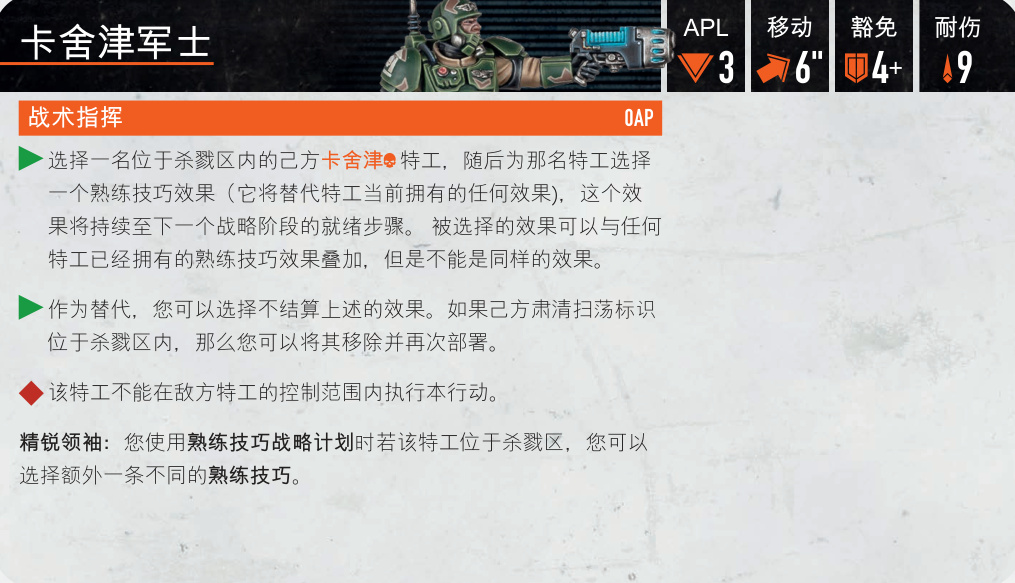 卡舍津军士
APL
3
移动
6"
豁免
4+
耐伤
9
战术指挥
0AP
选择一名位于杀戮区内的己方卡舍津特工，随后为那名特工选择
一个熟练技巧效果（它将替代特工当前拥有的任何效果)，这个效
果将持续至下一个战略阶段的就绪步骤。 被选择的效果可以与任何
特工已经拥有的熟练技巧效果叠加，但是不能是同样的效果。
作为替代，您可以选择不结算上述的效果。如果己方肃清扫荡标识
位于杀戮区内，那么您可以将其移除并再次部署。
该特工不能在敌方特工的控制范围内执行本行动。
精锐领袖：您使用熟练技巧战略计划时若该特工位于杀戮区，您可以
选择额外一条不同的熟练技巧。